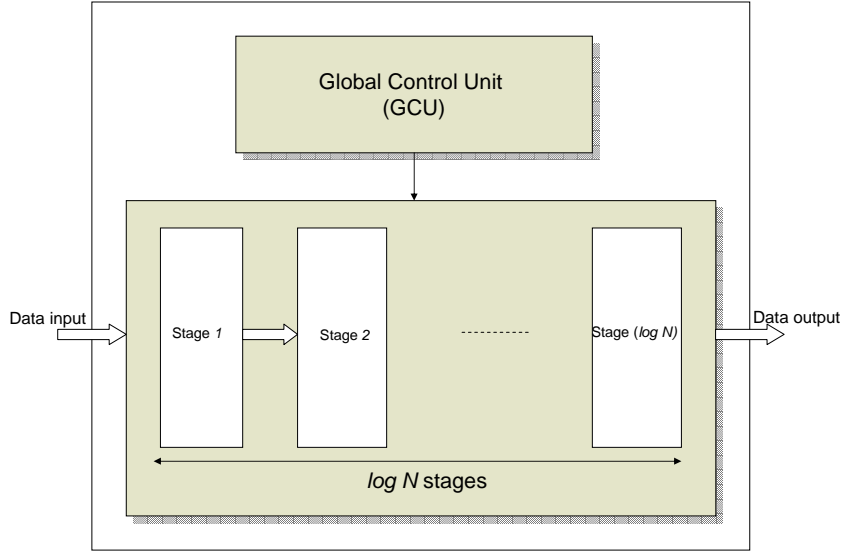 Global Control Unit
(GCU)
Data input
Stage 1
Stage 2
Stage (log N)
Data output
log N stages